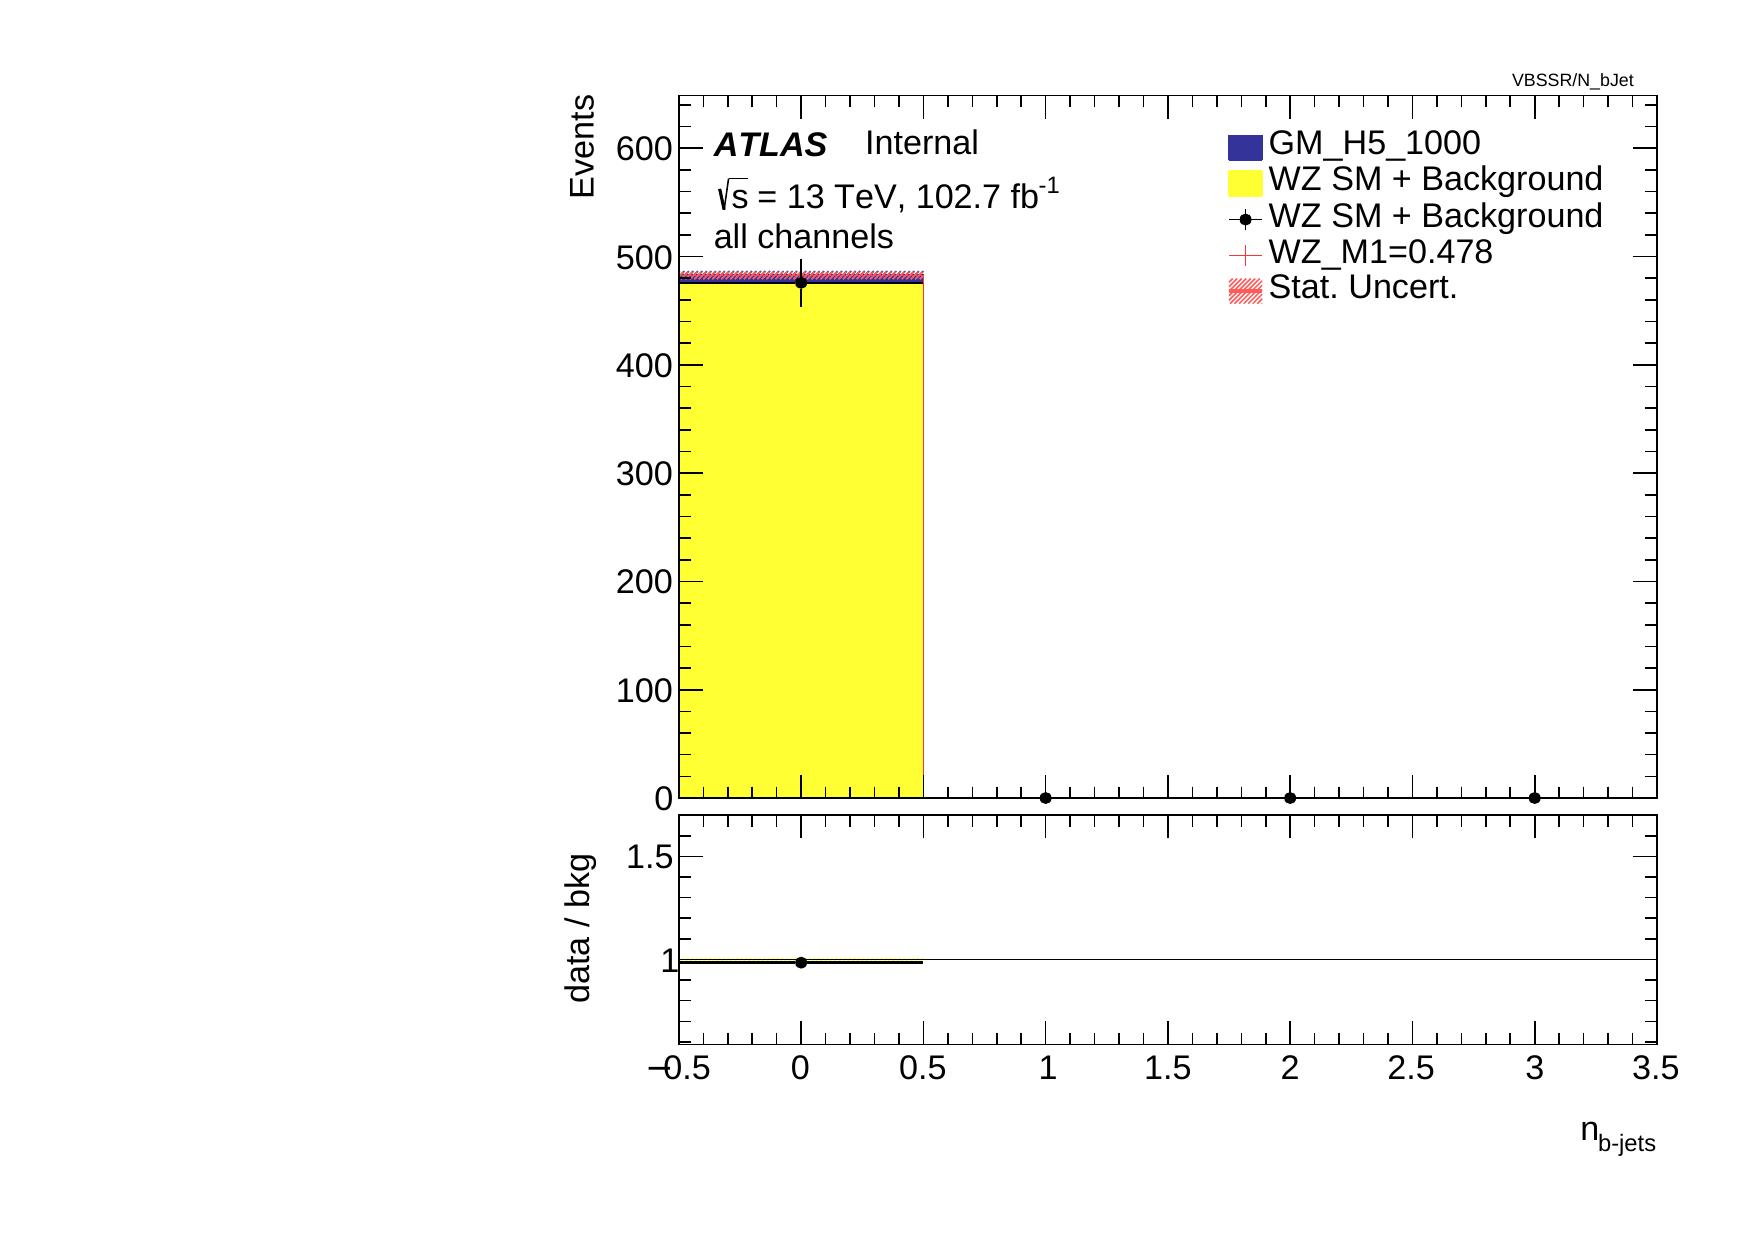 VBSSR/N_bJet
Events
600
500
400
300
200
100
0
ATLAS Internal
√s = 13 TeV, 102.7 fb-1
all channels
GM_H5_1000
WZ SM + Background
WZ SM + Background
WZ_M1=0.478
Stat. Uncert.
data / bkg
1.5
1
−0.5 0 0.5 1 1.5 2 2.5 3 3.5
n b-jets